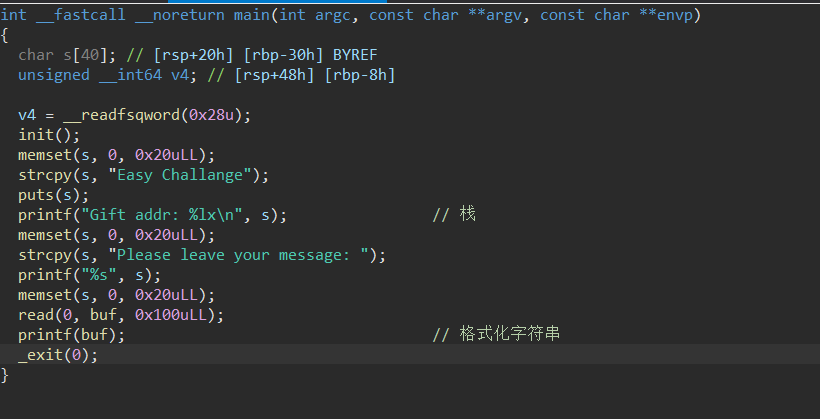 int __fastcall __noreturn main(int argc, const char **argv, const char **envp)
{
char s[40]; // [rsp+20h] [rbp-30h] BYREF
unsigned __int64 v4; // [rsp+48h] [rbp-8h]
v4 = __readfsqword(0x28u);
init();
memset(s, 0, 0x20uLL);
strcpy(s, "Easy Challange");
puts(s);
printf("Gift addr: %lx\n", s); // 栈
memset(s, 0, 0x20uLL);
strcpy(s, "Please leave your message: ");
printf("%s", s);
memset(s, 0, 0x20uLL);
read(0, buf, 0x100uLL);
printf(buf); // 格式化字符串
_exit(0);
}